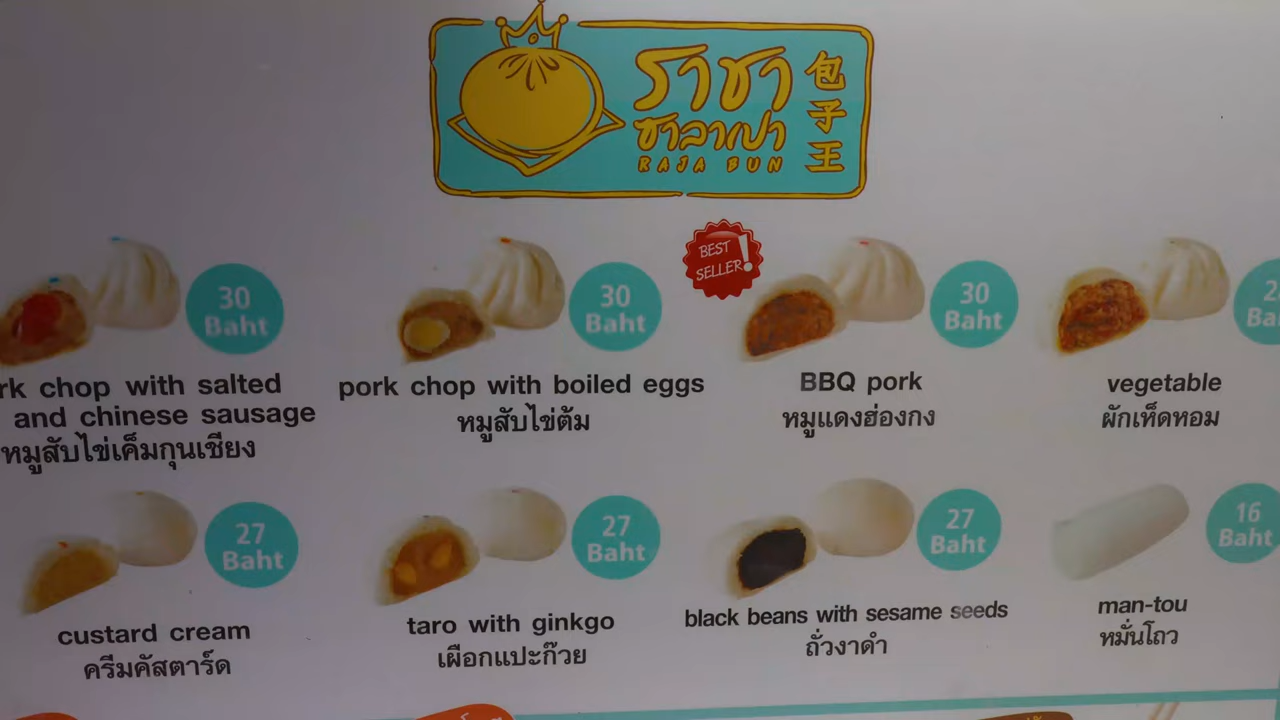 ราชา
ซาลาเปา
RAJA BUN
包子王
BEST
SELLER!
30
Baht
30
Baht
30
Baht
chop with salted
and chinese sausage
หมูสับไข่เค็มกุนเชียง
pork chop with boiled eggs
หมูสับไข่ต้ม
BBQ pork
หมูแดงฮ่องกง
vegetable
ผักเห็ดหอม
27
Baht
27
Baht
27
Baht
16
Baht
custard cream
ครีมคัสตาร์ด
taro with ginkgo
เผือกแปะก๊วย
black beans with sesame seeds
ถั่วงาดำ
man-tou
หมั่นโถว